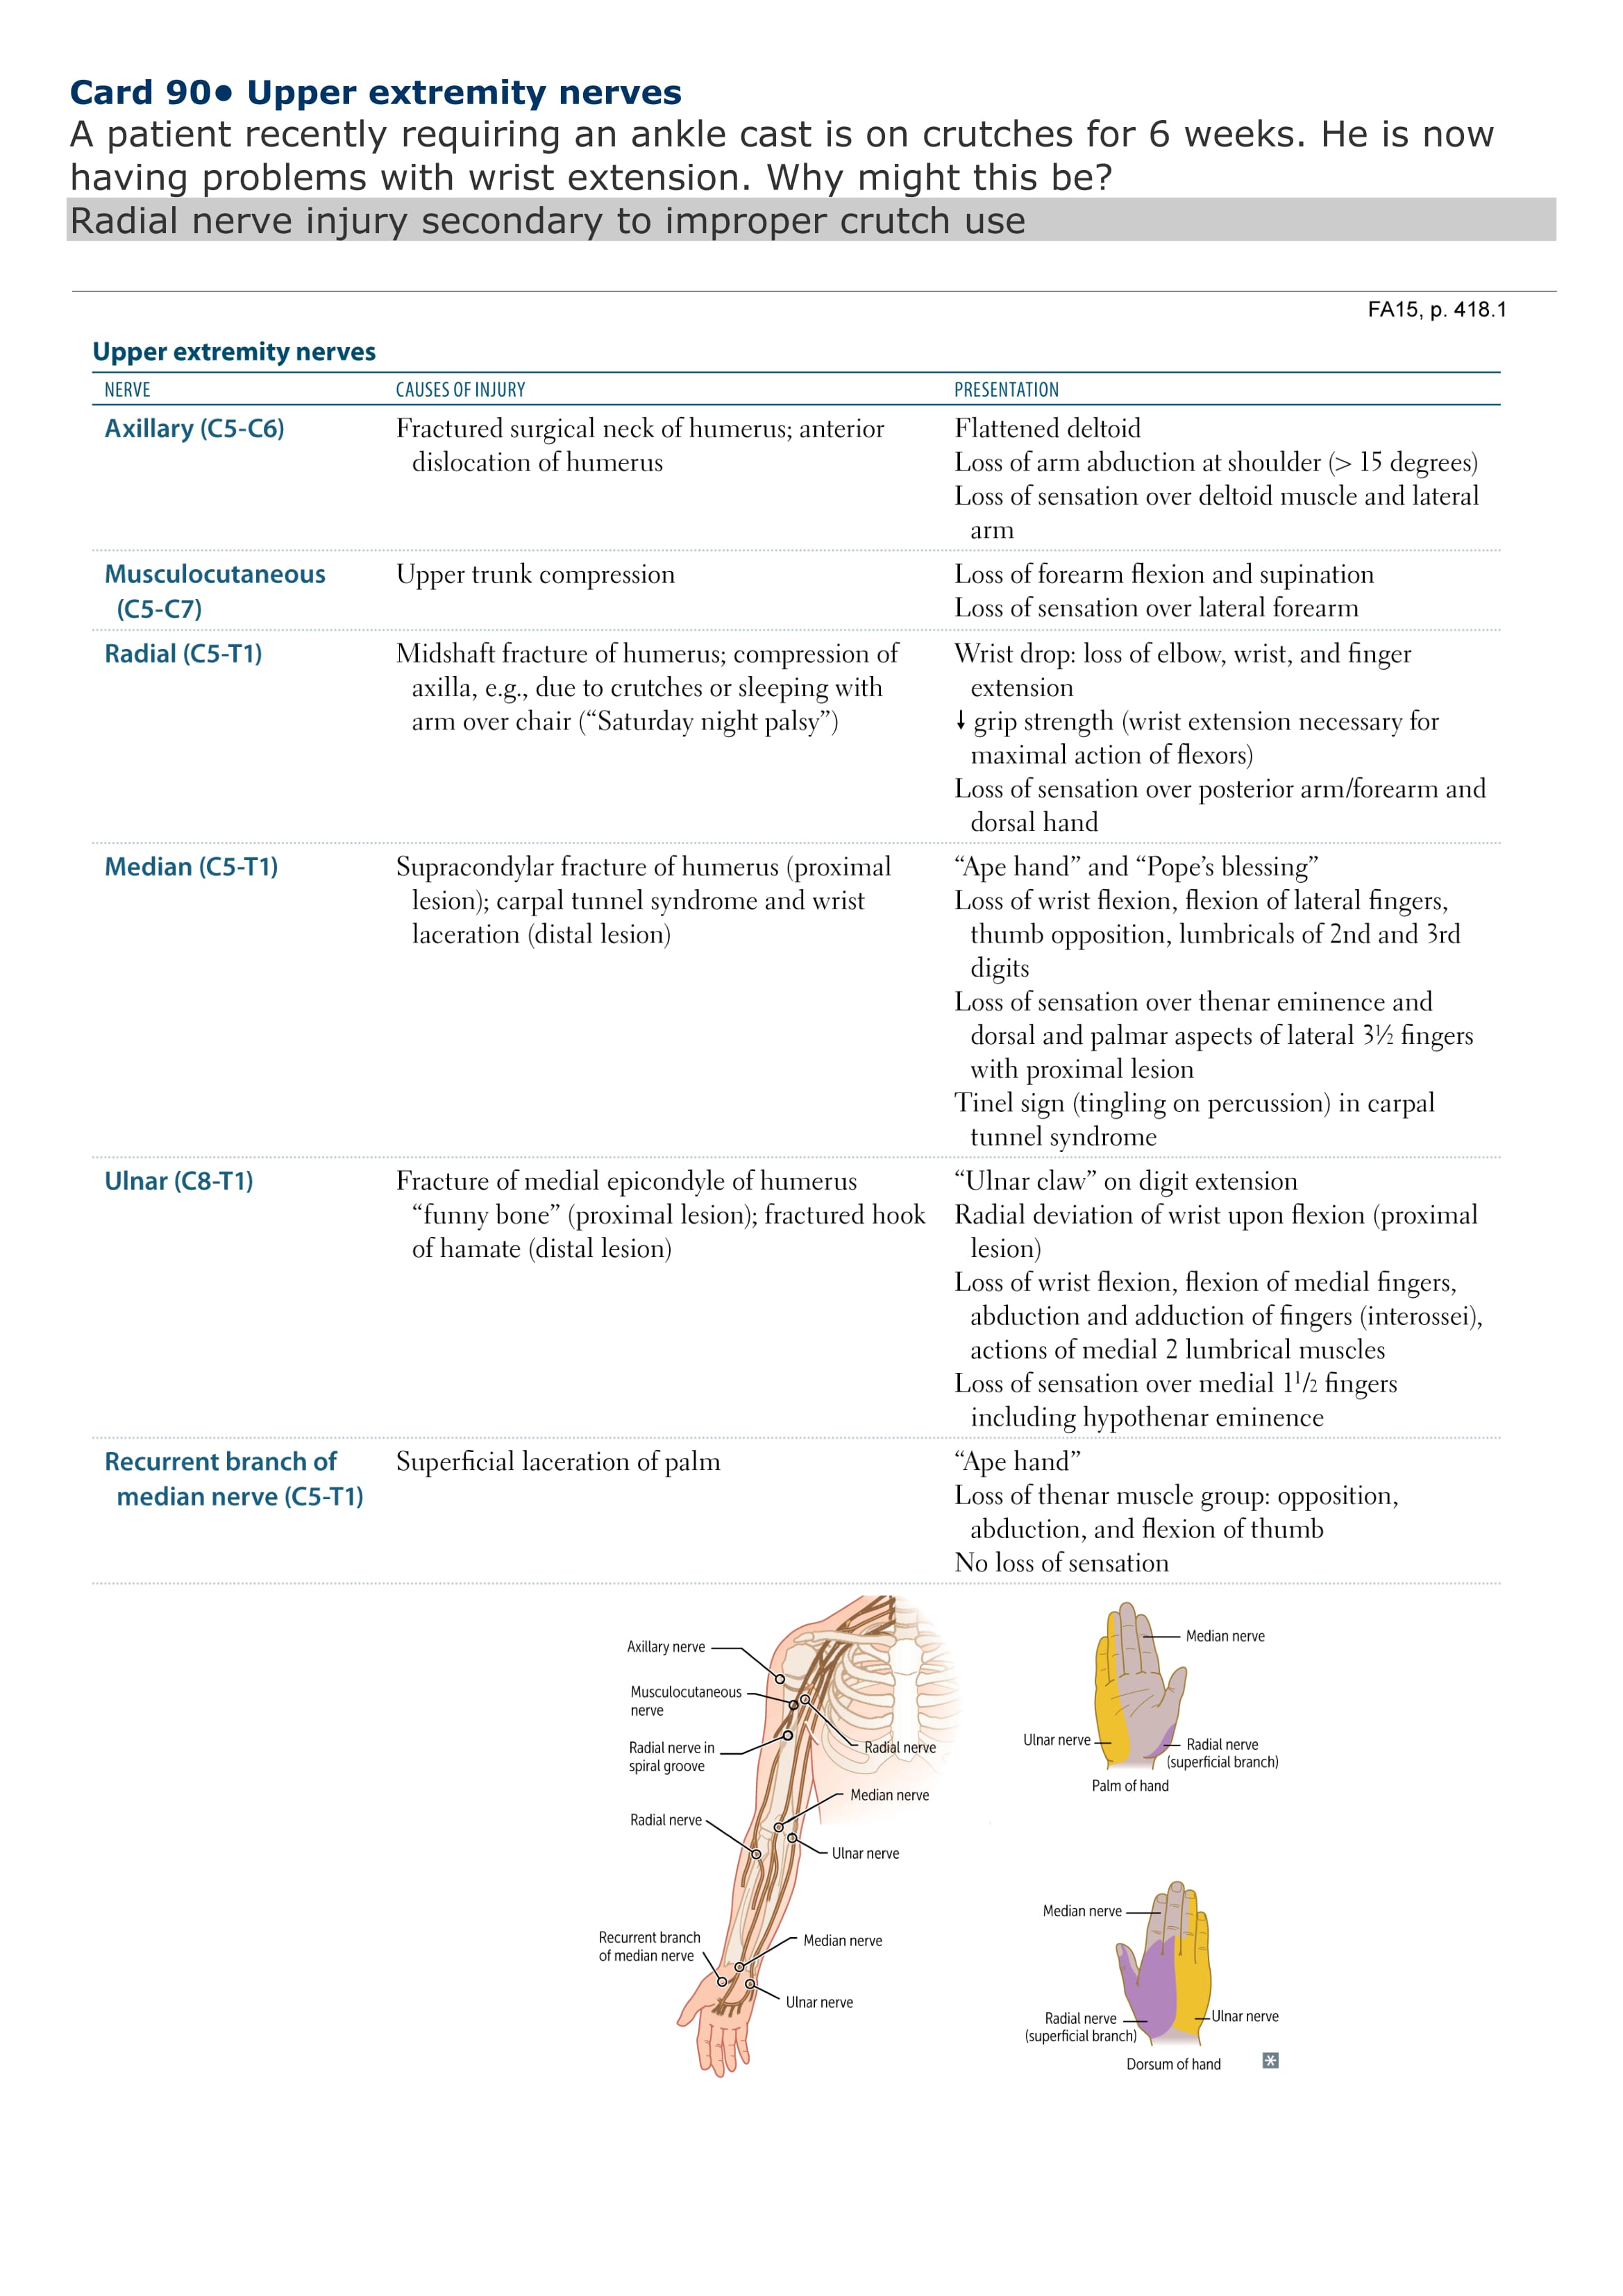 Card 90● Upper extremity nerves
A patient recently requiring an ankle cast is on crutches for 6 weeks. He is now
having problems with wrist extension. Why might this be?
Radial nerve injury secondary to improper crutch use
FA15, p. 418.1
Upper extremity nerves
NERVE CAUSES OF INJURY PRESENTATION
Axillary (C5-C6) Fractured surgical neck of humerus; anterior Flattened deltoid
dislocation of humerus Loss of arm abduction at shoulder (> 15 degrees)
Loss of sensation over deltoid muscle and lateral
arm
Musculocutaneous Upper trunk compression Loss of forearm flexion and supination
(C5-C7) Loss of sensation over lateral forearm
Radial (C5-T1) Midshaft fracture of humerus; compression of Wrist drop: loss of elbow, wrist, and finger
axilla, e.g., due to crutches or sleeping with extension
arm over chair (“Saturday night palsy”) ↓ grip strength (wrist extension necessary for
maximal action of flexors)
Loss of sensation over posterior arm/forearm and
dorsal hand
Median (C5-T1) Supracondylar fracture of humerus (proximal “Ape hand” and “Pope’s blessing”
lesion); carpal tunnel syndrome and wrist Loss of wrist flexion, flexion of lateral fingers,
laceration (distal lesion) thumb opposition, lumbricals of 2nd and 3rd
digits
Loss of sensation over thenar eminence and
dorsal and palmar aspects of lateral 3½ fingers
with proximal lesion
Tinel sign (tingling on percussion) in carpal
tunnel syndrome
Ulnar (C8-T1) Fracture of medial epicondyle of humerus “Ulnar claw” on digit extension
“funny bone” (proximal lesion); fractured hook Radial deviation of wrist upon flexion (proximal
of hamate (distal lesion) lesion)
Loss of wrist flexion, flexion of medial fingers,
abduction and adduction of fingers (interossei),
actions of medial 2 lumbrical muscles
Loss of sensation over medial 1¹/₂ fingers
including hypothenar eminence
Recurrent branch of Superficial laceration of palm “Ape hand”
median nerve (C5-T1) Loss of thenar muscle group: opposition,
abduction, and flexion of thumb
No loss of sensation
Axillary nerve
Musculocutaneous
nerve
Radial nerve in
spiral groove
Radial nerve
Median nerve
Radial nerve
Ulnar nerve
Recurrent branch
of median nerve
Median nerve
Ulnar nerve
Median nerve
Ulnar nerve
Radial nerve
(superficial branch)
Palm of hand
Median nerve
Radial nerve
(superficial branch)
Ulnar nerve
Dorsum of hand